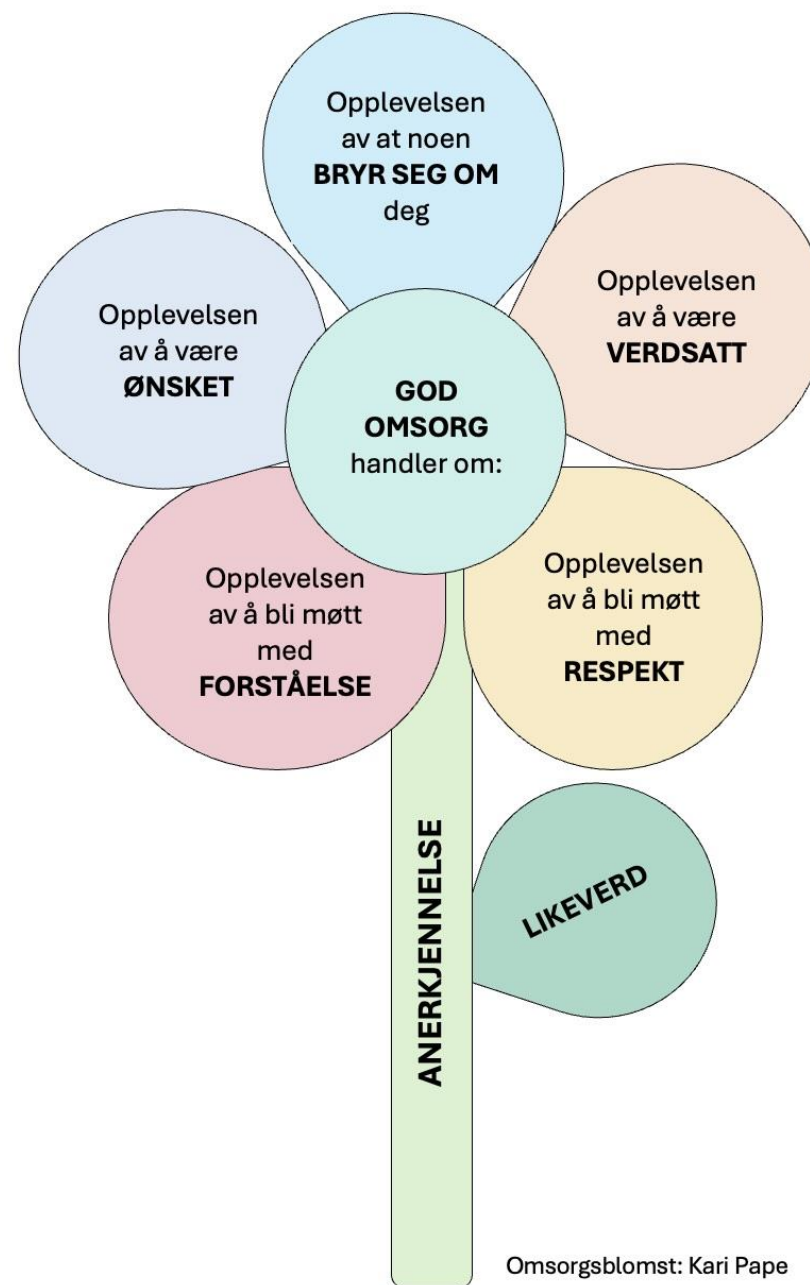 Opplevelsen
av at noen
BRYR SEG OM
deg
Opplevelsen
av å være
VERDSATT
Opplevelsen
av å være
ØNSKET
GOD
OMSORG
handler om:
Opplevelsen
av å bli møtt
med
RESPEKT
Opplevelsen
av å bli møtt
med
FORSTÅELSE
ANERKJENNELSE
LIKEVERD
Omsorgsblomst: Kari Pape